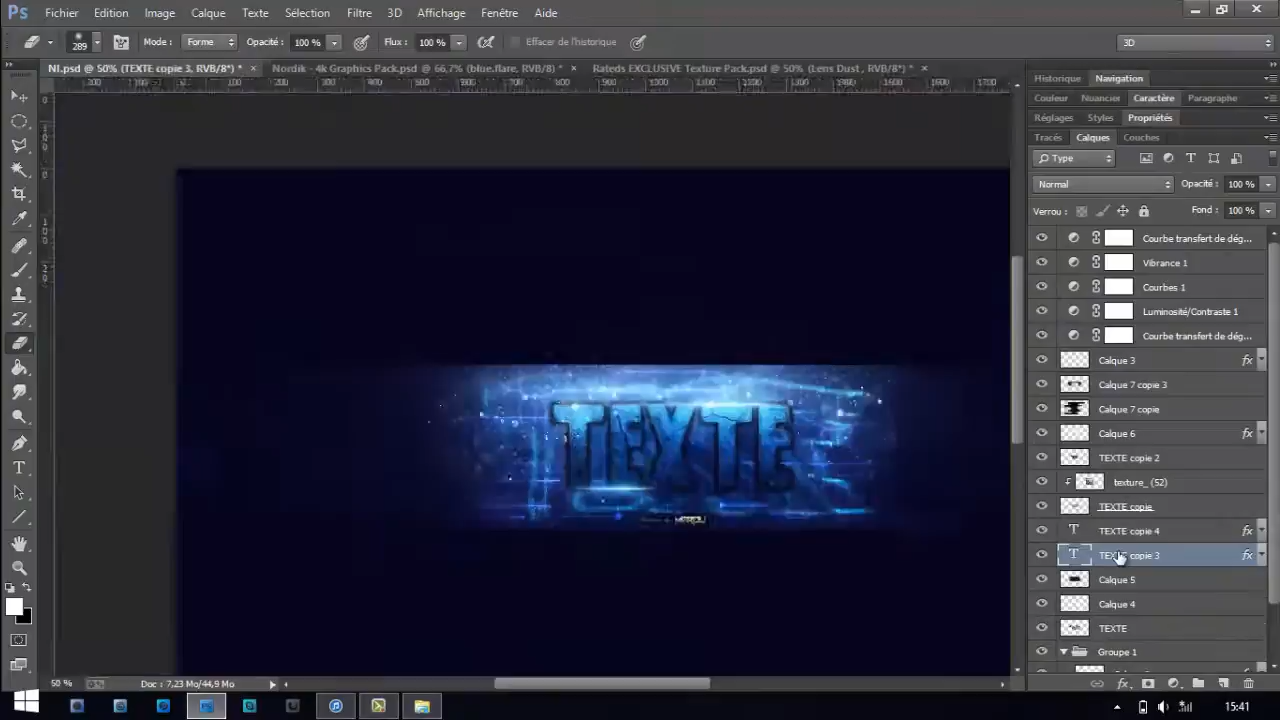 Ps Fichier Edition Image Calque Texte Sélection Filtre 3D Affichage Fenêtre Aide
289 Mode : Forme Opacité : 100 % Flux : 100 % Effacer de l'historique 3D
NI.psd @ 50% (TEXTE copie 3, RVB/8*) * × Nordik - 4k Graphics Pack.psd @ 66,7% (blue.flare, RVB/8) * × Rateds EXCLUSIVE Texture Pack.psd @ 50% (Lens Dust , RVB/8*) * ×
Historique Navigation
Couleur Nuancier Caractère Paragraphe
Réglages Styles Propriétés
Tracés Calques Couches
Type
Normal Opacité : 100 %
Verrou : Fond : 100 %
Courbe transfert de dég...
Vibrance 1
Courbes 1
Luminosité/Contraste 1
Courbe transfert de dég...
Calque 3 fx
Calque 7 copie 3
Calque 7 copie
Calque 6 fx
TEXTE copie 2
texture_ (52)
TEXTE copie
T TEXTE copie 4 fx
T TEXTE copie 3 fx
Calque 5
Calque 4
TEXTE
Groupe 1
TEXTE
50 % Doc : 7,23 Mo/44,9 Mo
15:41